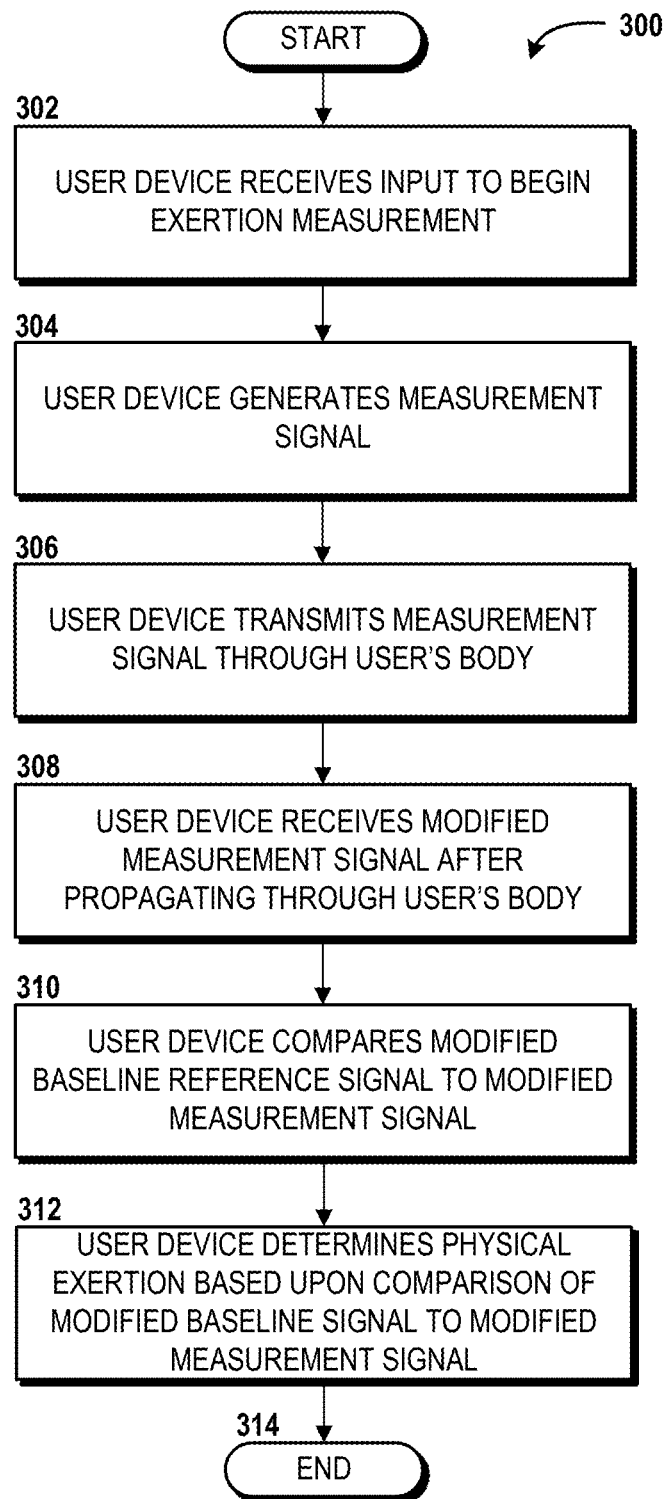 START
300
302
USER DEVICE RECEIVES INPUT TO BEGIN
EXERTION MEASUREMENT
304
USER DEVICE GENERATES MEASUREMENT
SIGNAL
306
USER DEVICE TRANSMITS MEASUREMENT
SIGNAL THROUGH USER'S BODY
308
USER DEVICE RECEIVES MODIFIED
MEASUREMENT SIGNAL AFTER
PROPAGATING THROUGH USER'S BODY
310
USER DEVICE COMPARES MODIFIED
BASELINE REFERENCE SIGNAL TO MODIFIED
MEASUREMENT SIGNAL
312
USER DEVICE DETERMINES PHYSICAL
EXERTION BASED UPON COMPARISON OF
MODIFIED BASELINE SIGNAL TO MODIFIED
MEASUREMENT SIGNAL
314
END